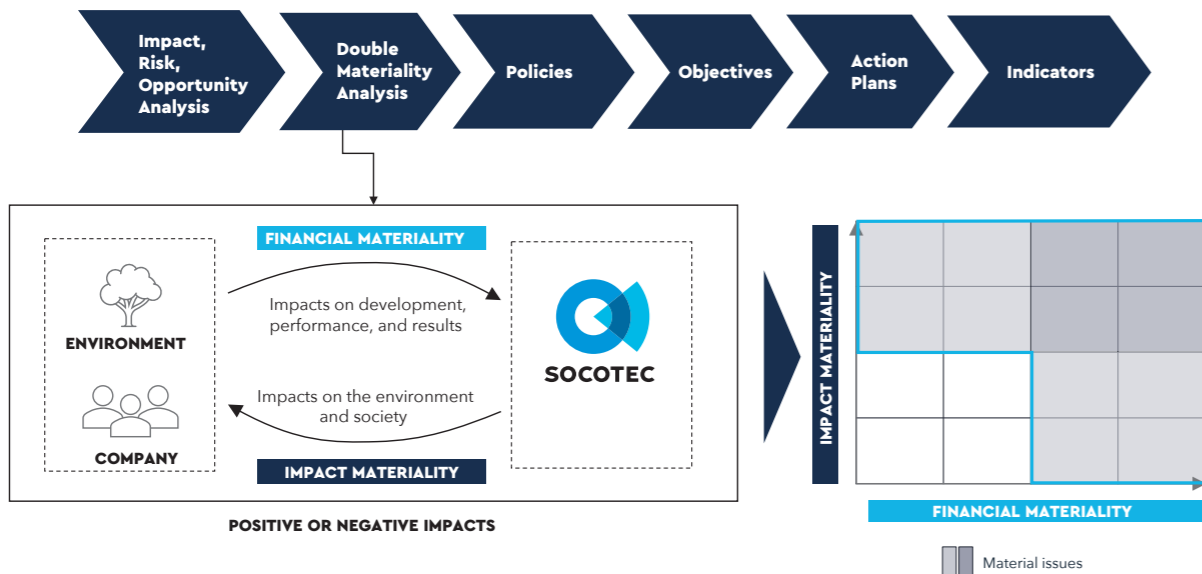 Impact,
Risk,
Opportunity
Analysis
Double
Materiality
Analysis
Policies
Objectives
Action
Plans
Indicators
FINANCIAL MATERIALITY
Impacts on development,
performance, and results
ENVIRONMENT
SOCOTEC
Impacts on the environment
and society
COMPANY
IMPACT MATERIALITY
POSITIVE OR NEGATIVE IMPACTS
IMPACT MATERIALITY
FINANCIAL MATERIALITY
Material issues